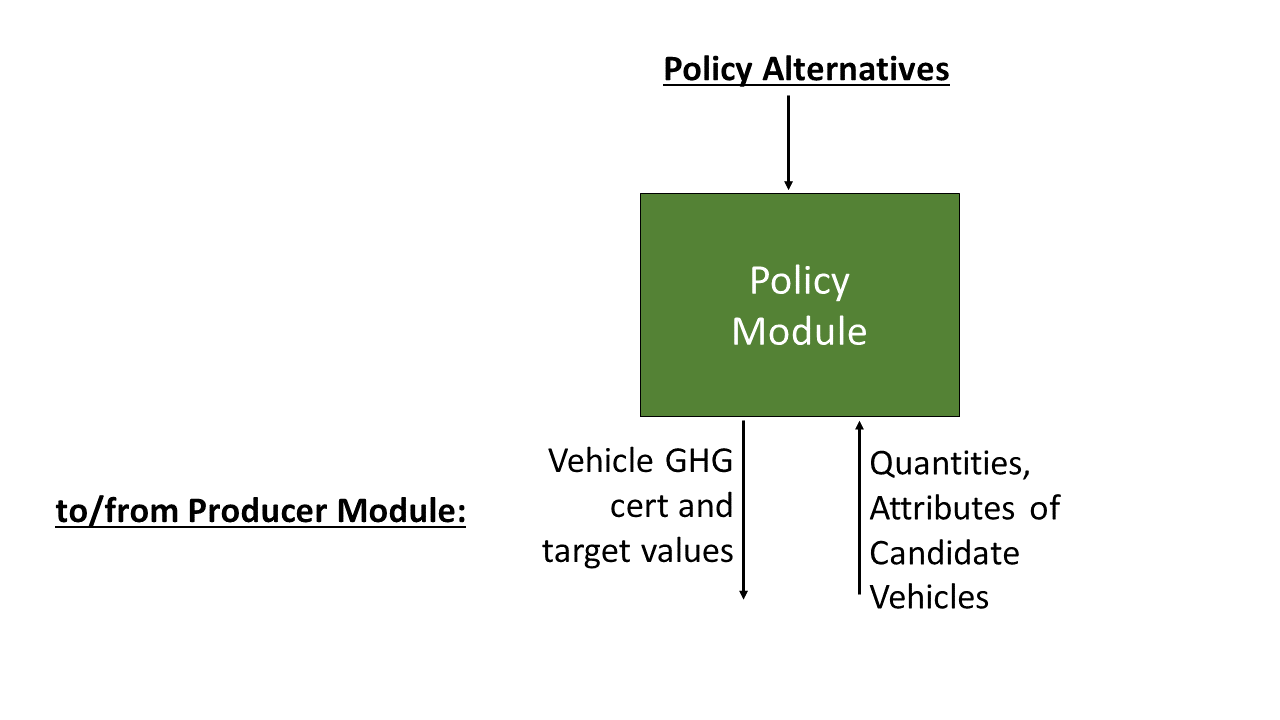 Policy Alternatives
Policy
Module
to/from Producer Module:
Vehicle GHG
cert and
target values
Quantities,
Attributes of
Candidate
Vehicles